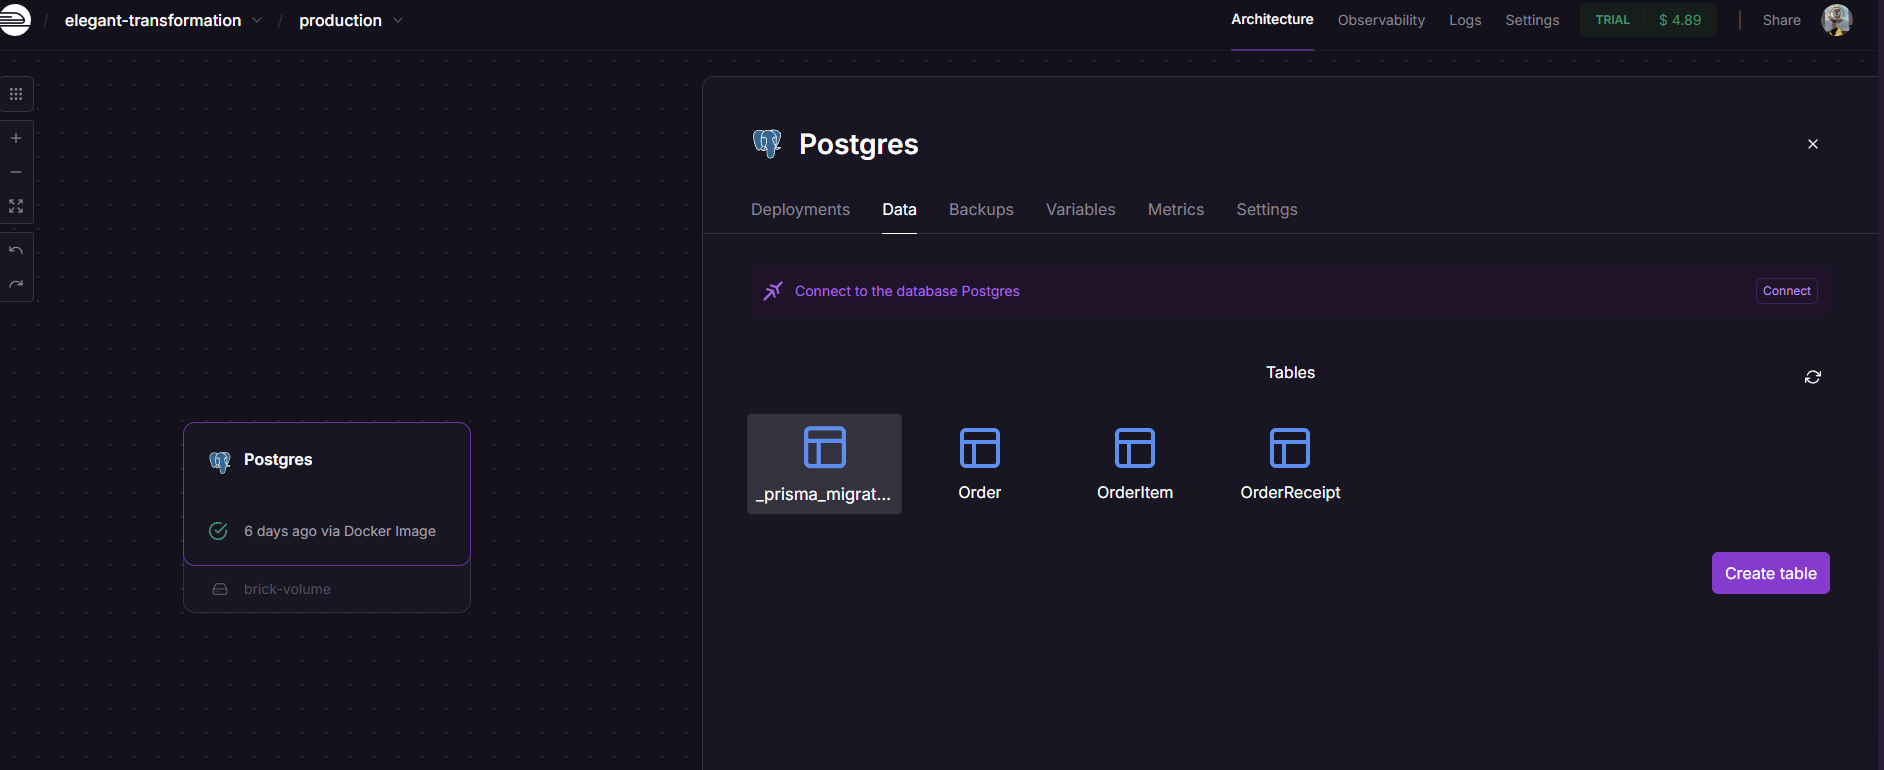 / elegant-transformation / production
Architecture Observability Logs Settings TRIAL $ 4.89 | Share
Postgres
Deployments Data Backups Variables Metrics Settings
Connect to the database Postgres Connect
Tables
_prisma_migrat... Order OrderItem OrderReceipt
Create table
Postgres
6 days ago via Docker Image
brick-volume